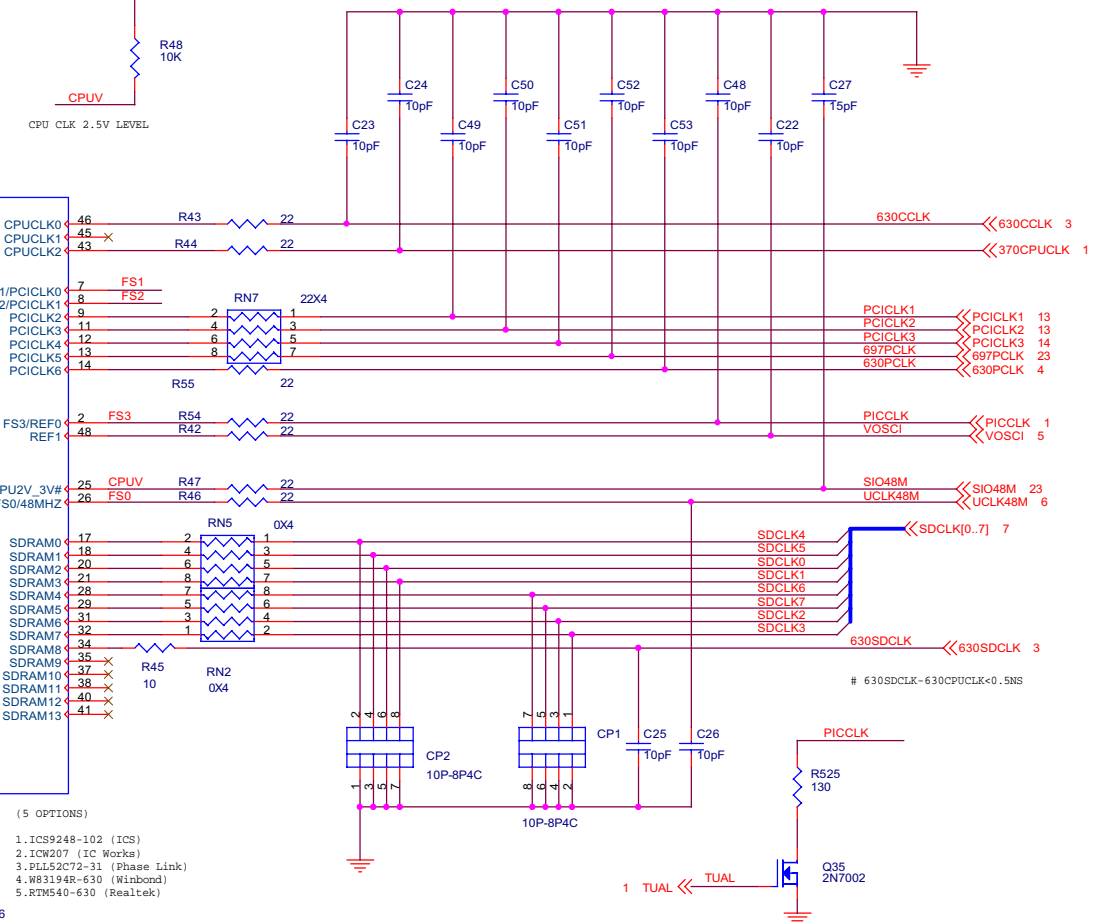 R48
10K
CPUV
CPU CLK 2.5V LEVEL
C24
10pF
C50
10pF
C52
10pF
C48
10pF
C27
15pF
C23
10pF
C49
10pF
C51
10pF
C53
10pF
C22
10pF
CPUCLK0 46 R43 22 630CCLK 630CCLK 3
CPUCLK1 45
CPUCLK2 43 R44 22 370CPUCLK 1
1/PCICLK0 7 FS1
2/PCICLK1 8 FS2
RN7 22X4
PCICLK2 9 2 1 PCICLK1 PCICLK1 13
PCICLK3 11 4 3 PCICLK2 PCICLK2 13
PCICLK4 12 6 5 PCICLK3 PCICLK3 14
PCICLK5 13 8 7 697PCLK 697PCLK 23
PCICLK6 14 630PCLK 630PCLK 4
R55 22
FS3/REF0 2 FS3 R54 22 PICCLK PICCLK 1
REF1 48 R42 22 VOSCI VOSCI 5
PU2V_3V# 25 CPUV R47 22 SIO48M SIO48M 23
FS0/48MHZ 26 FS0 R46 22 UCLK48M UCLK48M 6
RN5 0X4
SDCLK[0..7] 7
SDRAM0 17 2 1 SDCLK4
SDRAM1 18 4 3 SDCLK5
SDRAM2 20 6 5 SDCLK0
SDRAM3 21 8 7 SDCLK1
SDRAM4 28 7 8 SDCLK6
SDRAM5 29 5 6 SDCLK7
SDRAM6 31 3 4 SDCLK2
SDRAM7 32 1 2 SDCLK3
SDRAM8 34 630SDCLK 630SDCLK 3
SDRAM9 35
SDRAM10 37
SDRAM11 38
SDRAM12 40
SDRAM13 41
R45
10
RN2
0X4
# 630SDCLK-630CPUCLK<0.5NS
2 4 6 8
7 5 3 1
CP2
10P-8P4C
CP1
C25
10pF
C26
10pF
1 3 5 7
8 6 4 2
10P-8P4C
PICCLK
R525
130
Q35
2N7002
1 TUAL TUAL
(5 OPTIONS)
1.ICS9248-102 (ICS)
2.ICW207 (IC Works)
3.PLL52C72-31 (Phase Link)
4.W83194R-630 (Winbond)
5.RTM540-630 (Realtek)
6